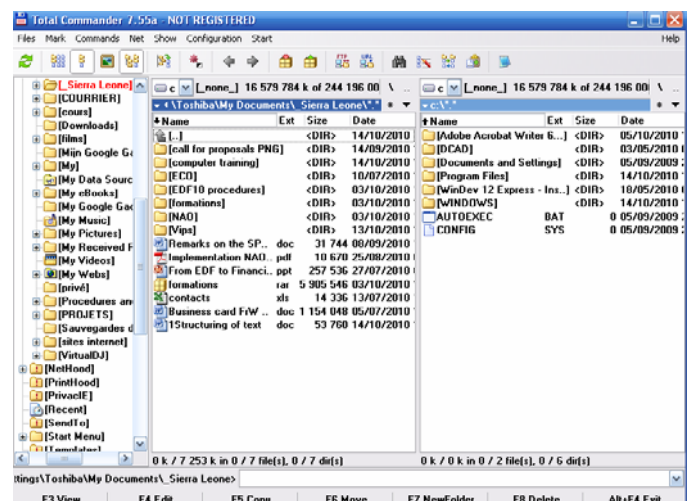 Total Commander 7.55a - NOT REGISTERED
Files Mark Commands Net Show Configuration Start Help
[_Sierra Leone]
[COURRIER]
[cours]
[Downloads]
[films]
[Mijn Google Ga
[My]
[My Data Sourc
[My eBooks]
[My Google Gad
[My Music]
[My Pictures]
[My Received F
[My Videos]
[My Webs]
[privé]
[Procedures an
[PROJETS]
[Sauvegardes d
[sites internet]
[VirtualDJ]
[NetHood]
[PrintHood]
[PrivacIE]
[Recent]
[SendTo]
[Start Menu]
[Templates]
c [_none_] 16 579 784 k of 244 196 00 \ ..
\Toshiba\My Documents\_Sierra Leone\*.* * ▼
Name Ext Size Date
[..] <DIR> 14/10/2010
[call for proposals PNG] <DIR> 14/09/2010
[computer training] <DIR> 14/10/2010
[ECO] <DIR> 10/07/2010
[EDF10 procedures] <DIR> 03/10/2010
[formations] <DIR> 03/10/2010
[NAO] <DIR> 03/10/2010
[Vips] <DIR> 13/10/2010
Remarks on the SP.. doc 31 744 08/09/2010
Implementation NAO.. pdf 10 670 25/08/2010
From EDF to Financi.. ppt 257 536 27/07/2010
formations rar 5 905 546 03/10/2010
contacts xls 14 336 13/07/2010
Business card FrW .. doc 1 154 048 05/07/2010
1Structuring of text doc 53 760 14/10/2010
0 k / 7 253 k in 0 / 7 file(s), 0 / 7 dir(s)
c [_none_] 16 579 784 k of 244 196 00 \ ..
c:\*.* * ▼
Name Ext Size Date
[Adobe Acrobat Writer 6...] <DIR> 05/10/2010
[DCAD] <DIR> 03/05/2010
[Documents and Settings] <DIR> 05/09/2009
[Program Files] <DIR> 14/10/2010
[WinDev 12 Express - Ins..] <DIR> 18/05/2010
[WINDOWS] <DIR> 14/10/2010
AUTOEXEC BAT 0 05/09/2009
CONFIG SYS 0 05/09/2009
0 k / 0 k in 0 / 2 file(s), 0 / 6 dir(s)
ttings\Toshiba\My Documents\_Sierra Leone>
F3 View F4 Edit F5 Copy F6 Move F7 NewFolder F8 Delete Alt+F4 Exit